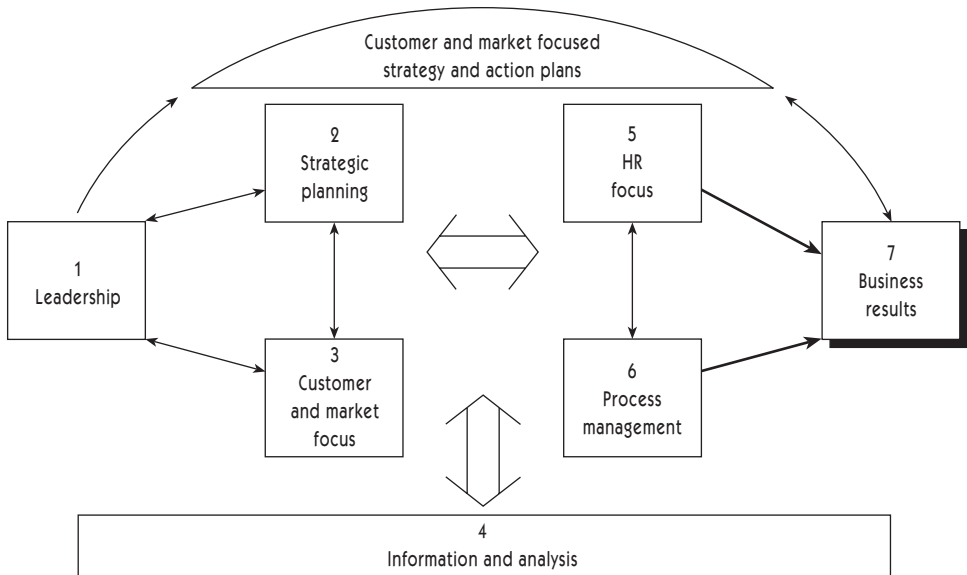 Customer and market focused
strategy and action plans
2
Strategic
planning
5
HR
focus
1
Leadership
7
Business
results
3
Customer
and market
focus
6
Process
management
4
Information and analysis